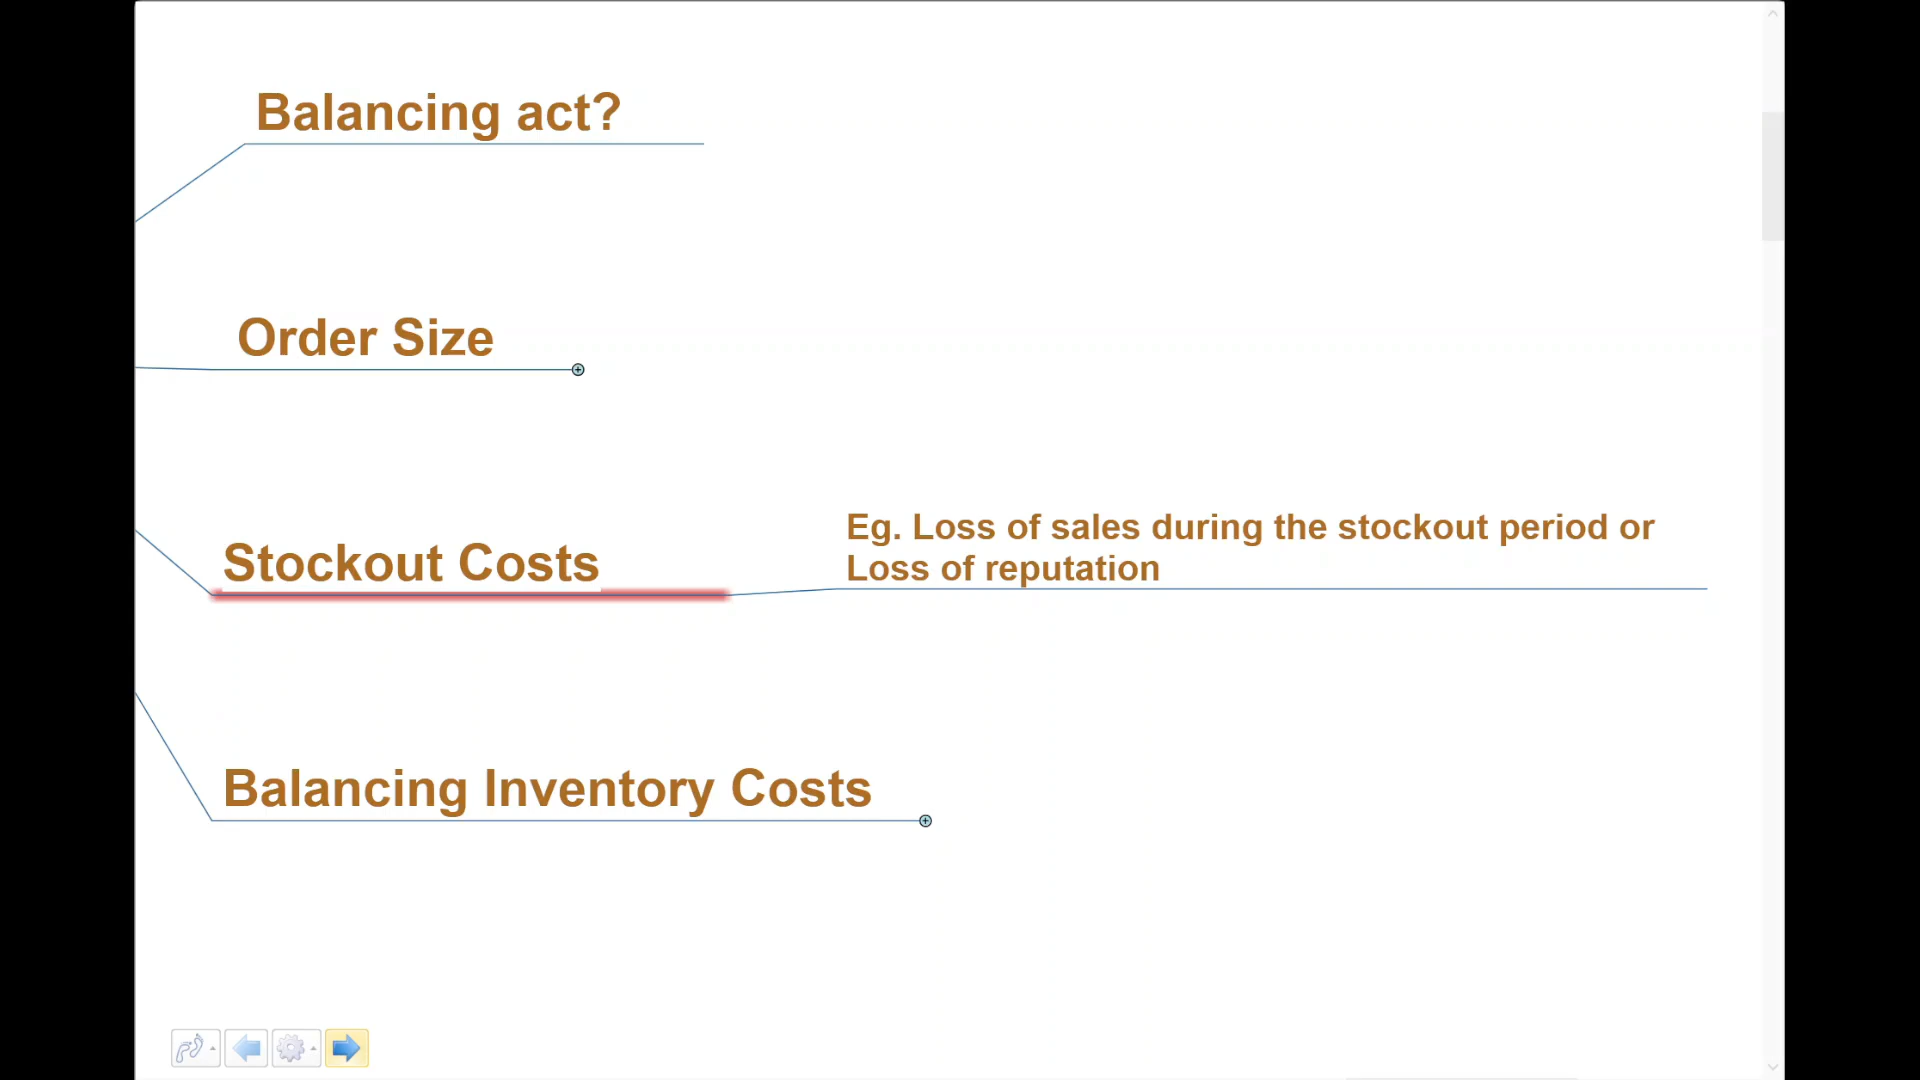 Balancing act?
Order Size
Stockout Costs
Eg. Loss of sales during the stockout period or
Loss of reputation
Balancing Inventory Costs